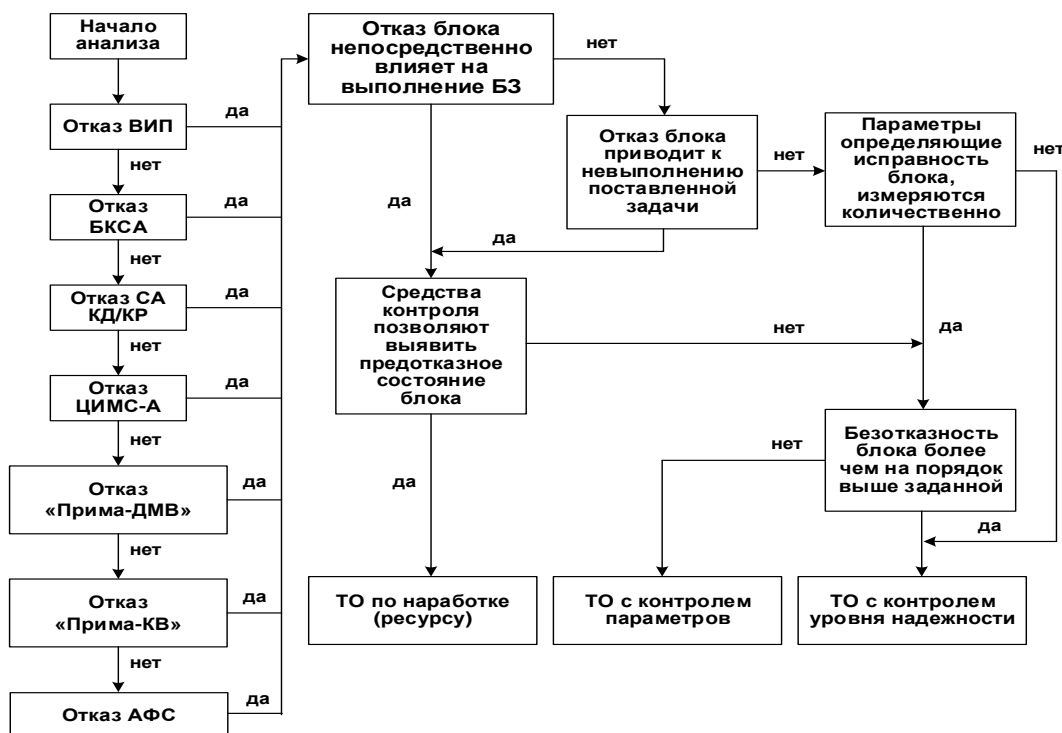 Начало
анализа
да
Отказ ВИП
нет
да
Отказ
БКСА
нет
да
Отказ СА
КД/КР
нет
да
Отказ
ЦИМС-А
нет
да
Отказ
«Прима-ДМВ»
нет
да
Отказ
«Прима-КВ»
нет
да
Отказ АФС
Отказ блока
непосредственно
влияет на
выполнение БЗ
нет
да
Отказ блока
приводит к
невыполнению
поставленной
задачи
нет
да
Параметры
определяющие
исправность
блока,
измеряются
количественно
нет
да
Средства
контроля
позволяют
выявить
предотказное
состояние
блока
нет
да
Безотказность
блока более
чем на порядок
выше заданной
нет
да
ТО по наработке
(ресурсу)
ТО с контролем
параметров
ТО с контролем
уровня надежности